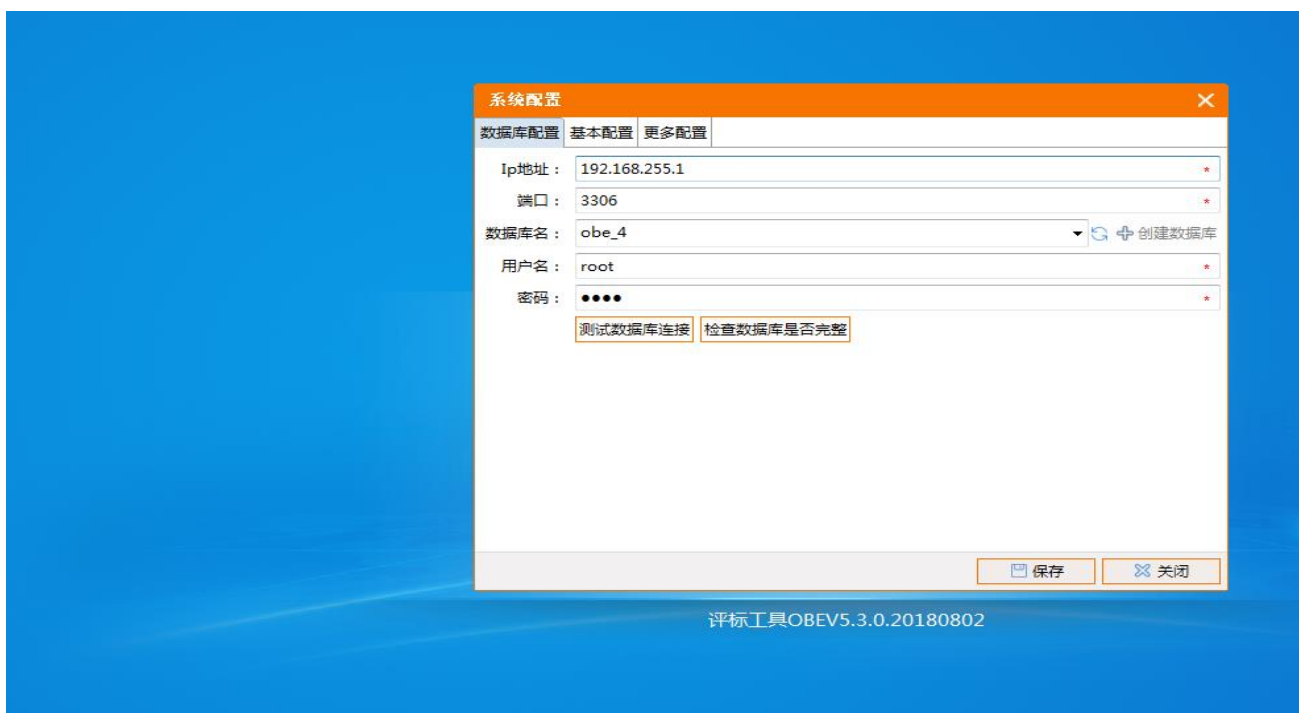 系统配置
数据库配置 基本配置 更多配置
Ip地址： 192.168.255.1 *
端口： 3306 *
数据库名： obe_4 创建数据库
用户名： root *
密码： ●●●● *
测试数据库连接 检查数据库是否完整
保存 关闭
评标工具OBEV5.3.0.20180802